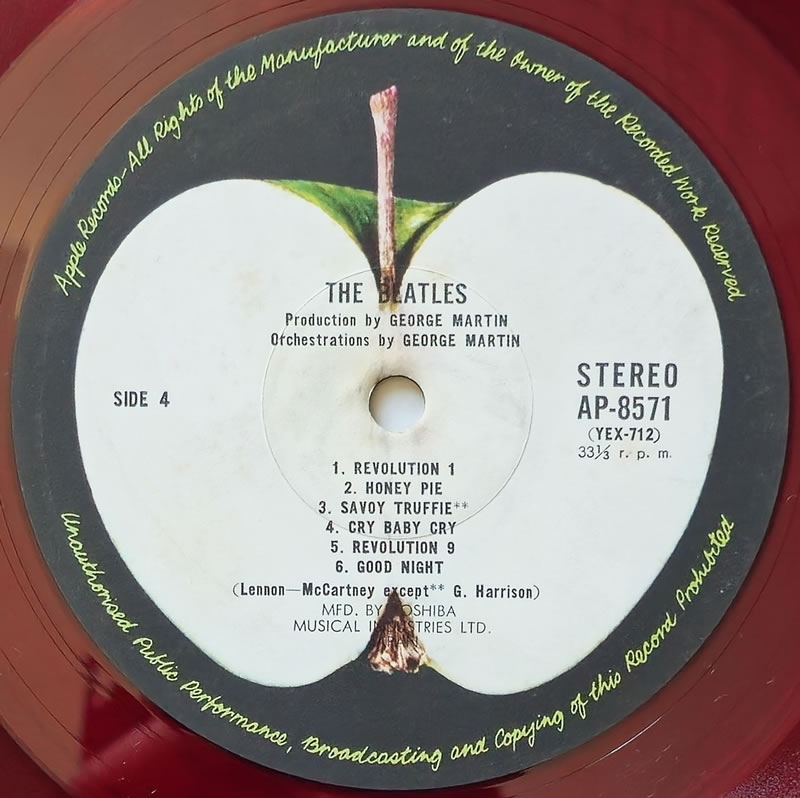 Apple Records-All Rights of the Manufacturer and of the Owner of the Recorded Work Reserved
THE BEATLES
Production by GEORGE MARTIN
Orchestrations by GEORGE MARTIN
SIDE 4
STEREO
AP-8571
(YEX-712)
33⅓ r. p. m.
1. REVOLUTION 1
2. HONEY PIE
3. SAVOY TRUFFIE**
4. CRY BABY CRY
5. REVOLUTION 9
6. GOOD NIGHT
(Lennon—McCartney except** G. Harrison)
MFD. BY TOSHIBA
MUSICAL INDUSTRIES LTD.
Unauthorised Public Performance, Broadcasting and Copying of this Record Prohibited